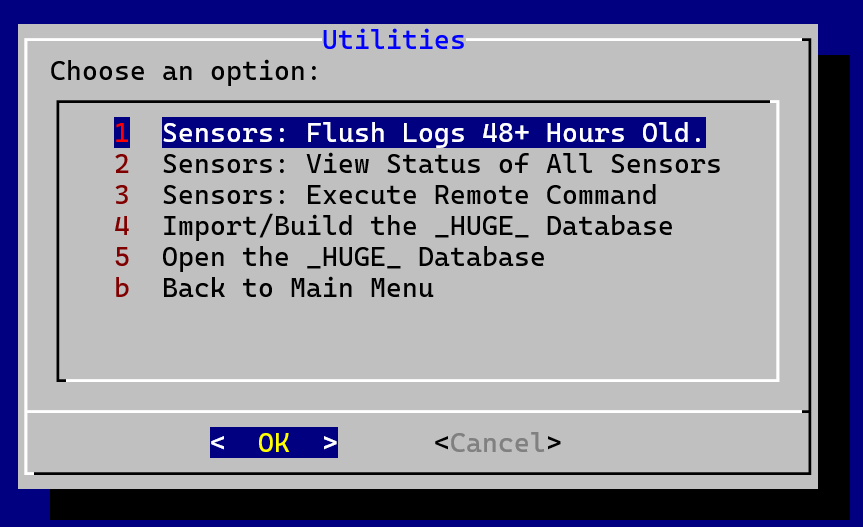 Utilities
Choose an option:
1 Sensors: Flush Logs 48+ Hours Old.
2 Sensors: View Status of All Sensors
3 Sensors: Execute Remote Command
4 Import/Build the _HUGE_ Database
5 Open the _HUGE_ Database
b Back to Main Menu
< OK > <Cancel>